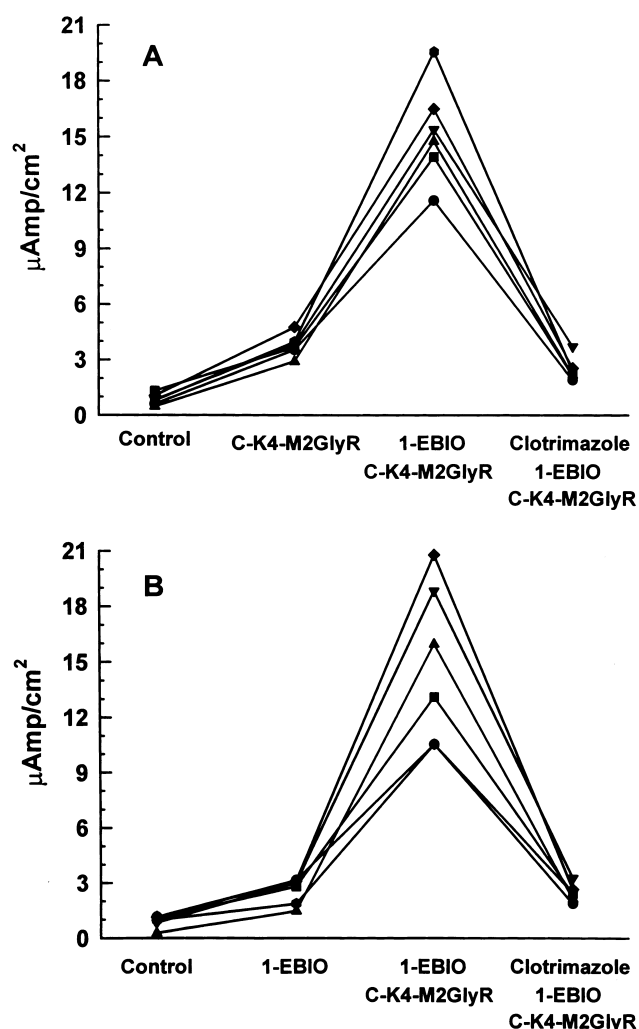 A
μAmp/cm²
21
18
15
12
9
6
3
0
Control
C-K4-M2GlyR
1-EBIO
C-K4-M2GlyR
Clotrimazole
1-EBIO
C-K4-M2GlyR
B
μAmp/cm²
21
18
15
12
9
6
3
0
Control
1-EBIO
1-EBIO
C-K4-M2GlyR
Clotrimazole
1-EBIO
C-K4-M2GlyR